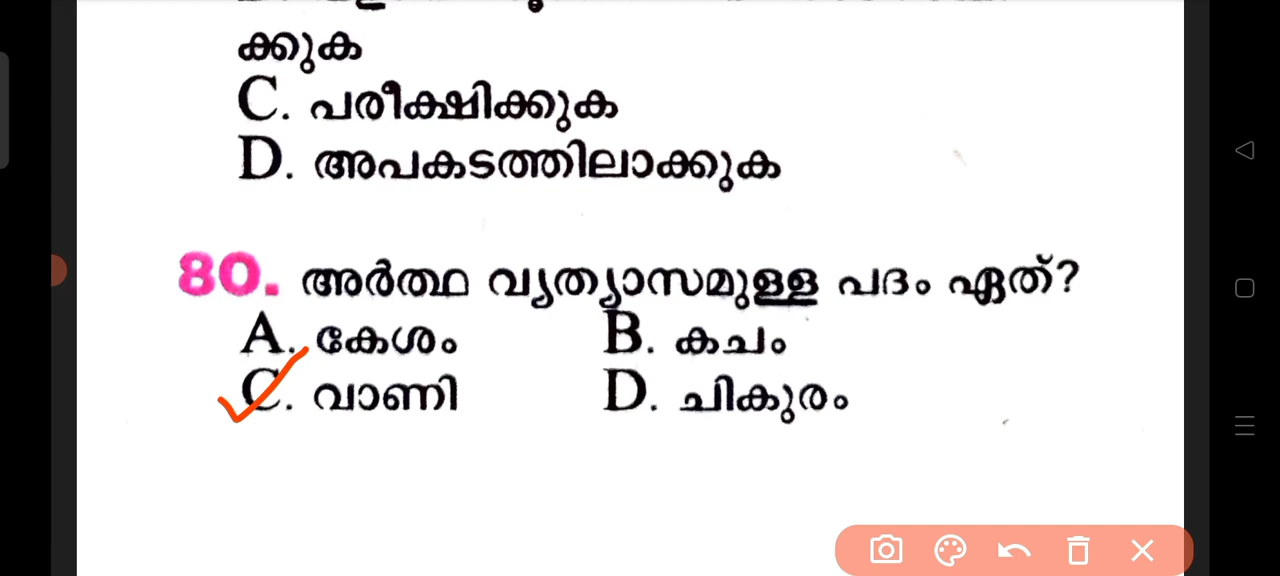 ക്കുക
C. പരീക്ഷിക്കുക
D. അപകടത്തിലാക്കുക
80. അർത്ഥ വ്യത്യാസമുള്ള പദം ഏത്?
A. കേശം B. കചം
C. വാണി D. ചികുരം